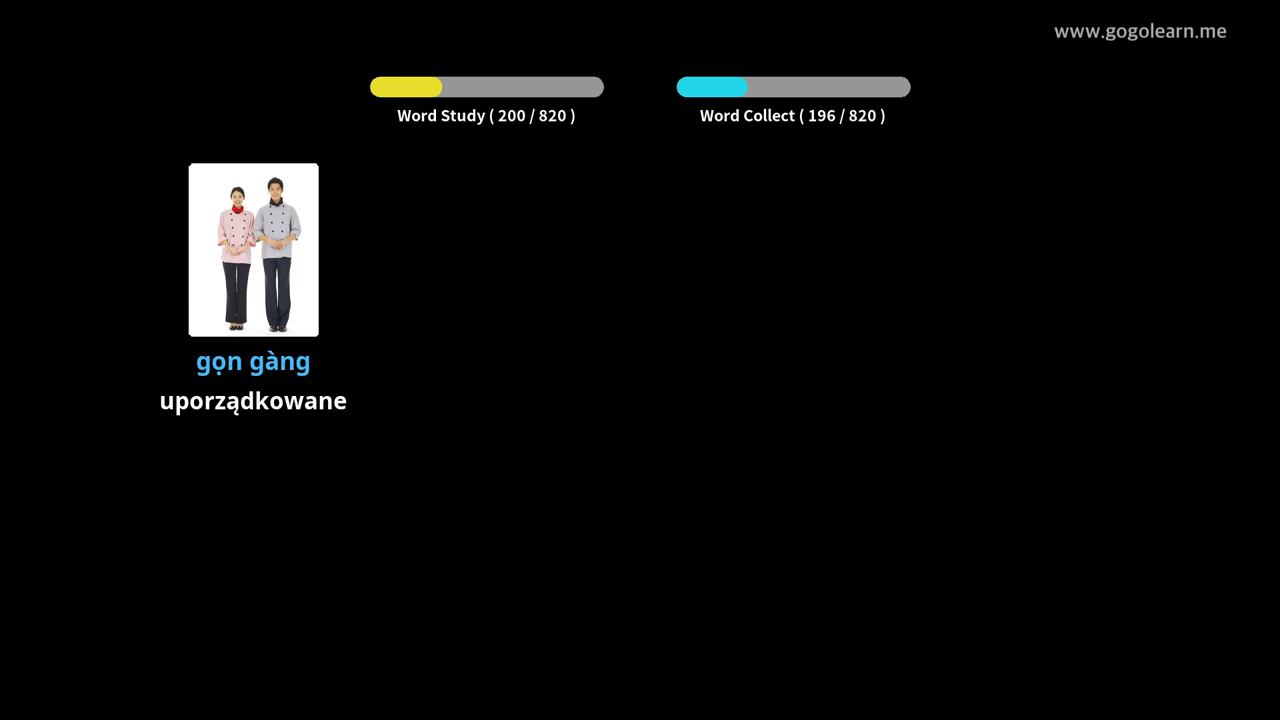 www.gogolearn.me
Word Study ( 200 / 820 )
Word Collect ( 196 / 820 )
gọn gàng
uporządkowane